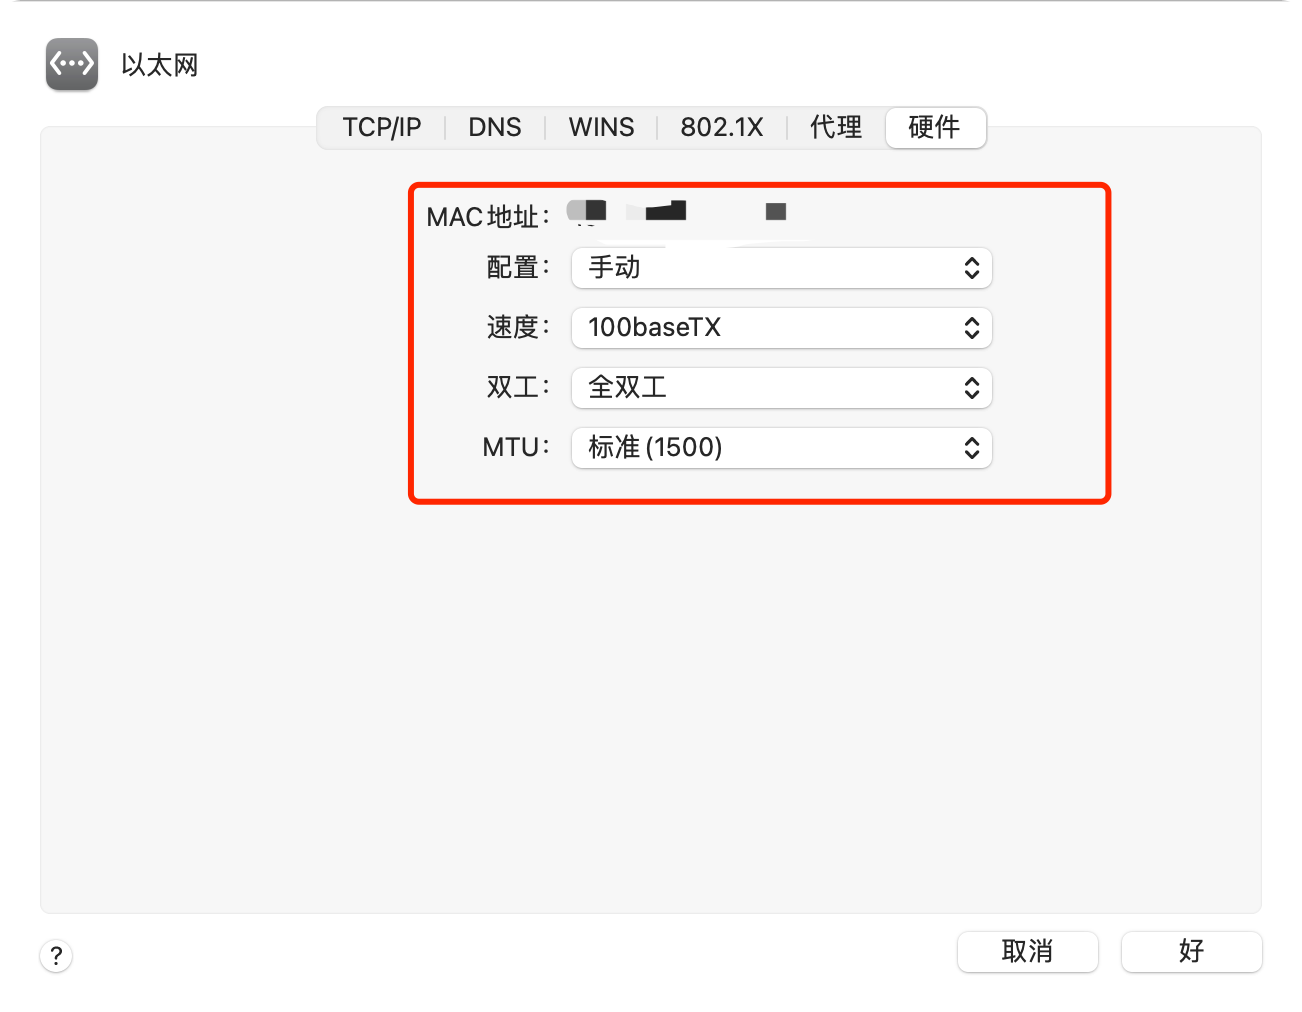 以太网
TCP/IP DNS WINS 802.1X 代理 硬件
MAC地址：
配置： 手动
速度： 100baseTX
双工： 全双工
MTU： 标准 (1500)
? 取消 好